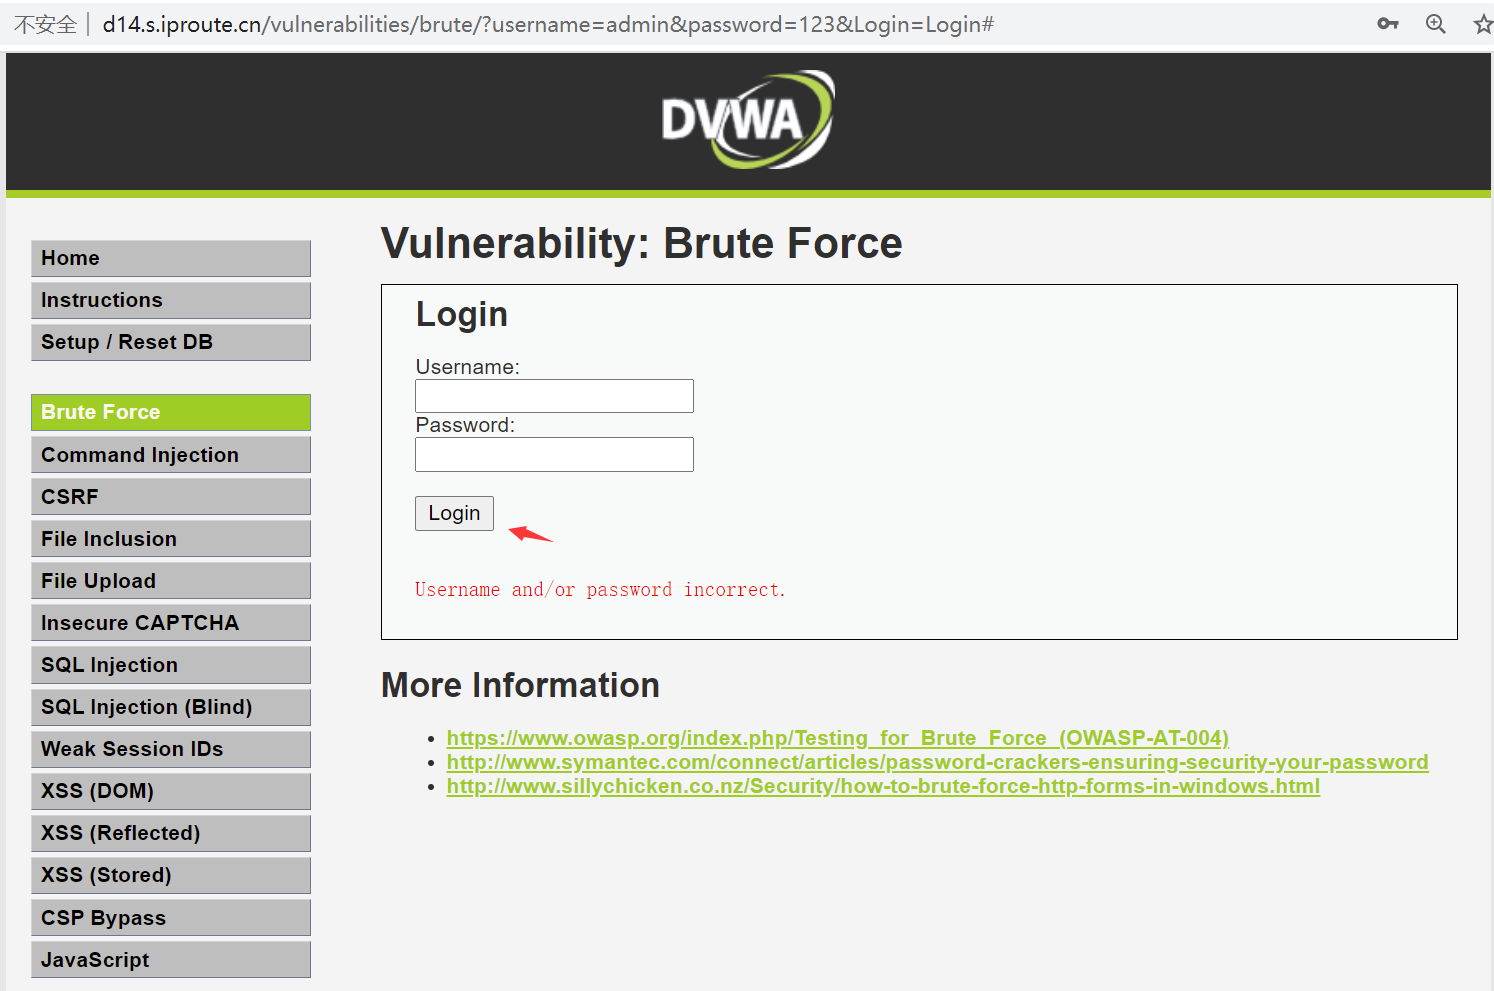 不安全 | d14.s.iproute.cn/vulnerabilities/brute/?username=admin&password=123&Login=Login#
DVWA
Home
Instructions
Setup / Reset DB
Brute Force
Command Injection
CSRF
File Inclusion
File Upload
Insecure CAPTCHA
SQL Injection
SQL Injection (Blind)
Weak Session IDs
XSS (DOM)
XSS (Reflected)
XSS (Stored)
CSP Bypass
JavaScript
Vulnerability: Brute Force
Login
Username:
Password:
Login
Username and/or password incorrect.
More Information
https://www.owasp.org/index.php/Testing_for_Brute_Force_(OWASP-AT-004)
http://www.symantec.com/connect/articles/password-crackers-ensuring-security-your-password
http://www.sillychicken.co.nz/Security/how-to-brute-force-http-forms-in-windows.html